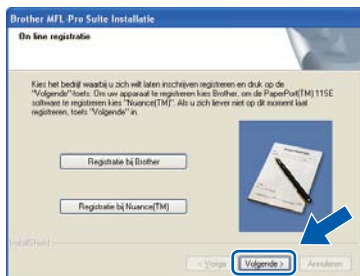 Brother MFL-Pro Suite Installatie
On line registratie
Kies het bedrijf waarbij u zich wilt laten inschrijven registreren en druk op de
"Volgende"-toets. Om uw apparaat te registreren kies Brother, om de PaperPort(TM) 11SE
software te registreren kies "Nuance(TM)". Als u zich liever niet op dit moment laat
registreren, toets "Volgende" in.
Registratie bij Brother
Registratie bij Nuance(TM)
InstallShield
< Vorige Volgende > Annuleren